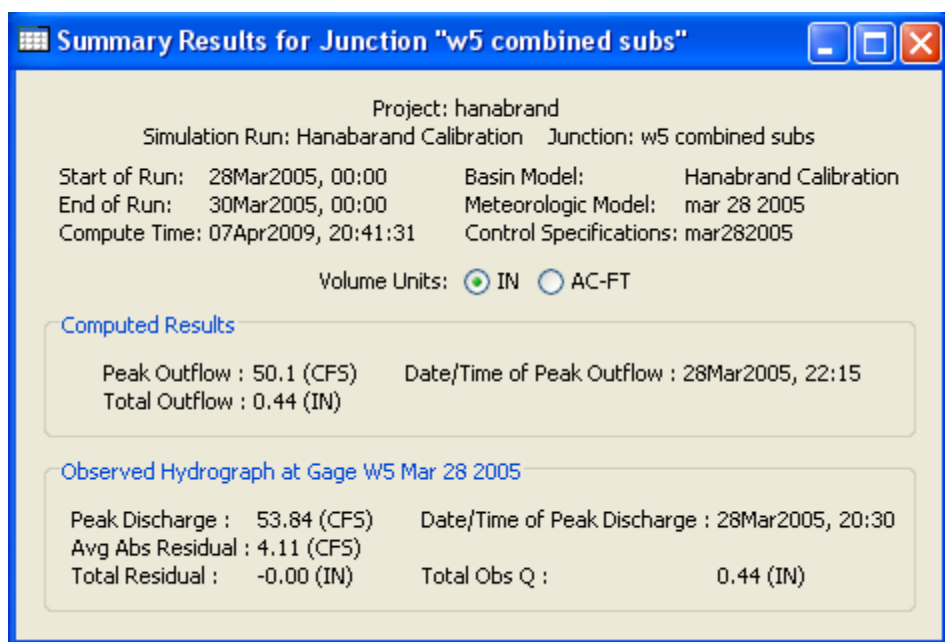 Summary Results for Junction "w5 combined subs"
Project: hanabrand
Simulation Run: Hanabarand Calibration Junction: w5 combined subs
Start of Run: 28Mar2005, 00:00 Basin Model: Hanabrand Calibration
End of Run: 30Mar2005, 00:00 Meteorologic Model: mar 28 2005
Compute Time: 07Apr2009, 20:41:31 Control Specifications: mar282005
Volume Units: IN AC-FT
Computed Results
Peak Outflow : 50.1 (CFS) Date/Time of Peak Outflow : 28Mar2005, 22:15
Total Outflow : 0.44 (IN)
Observed Hydrograph at Gage W5 Mar 28 2005
Peak Discharge : 53.84 (CFS) Date/Time of Peak Discharge : 28Mar2005, 20:30
Avg Abs Residual : 4.11 (CFS)
Total Residual : -0.00 (IN) Total Obs Q : 0.44 (IN)